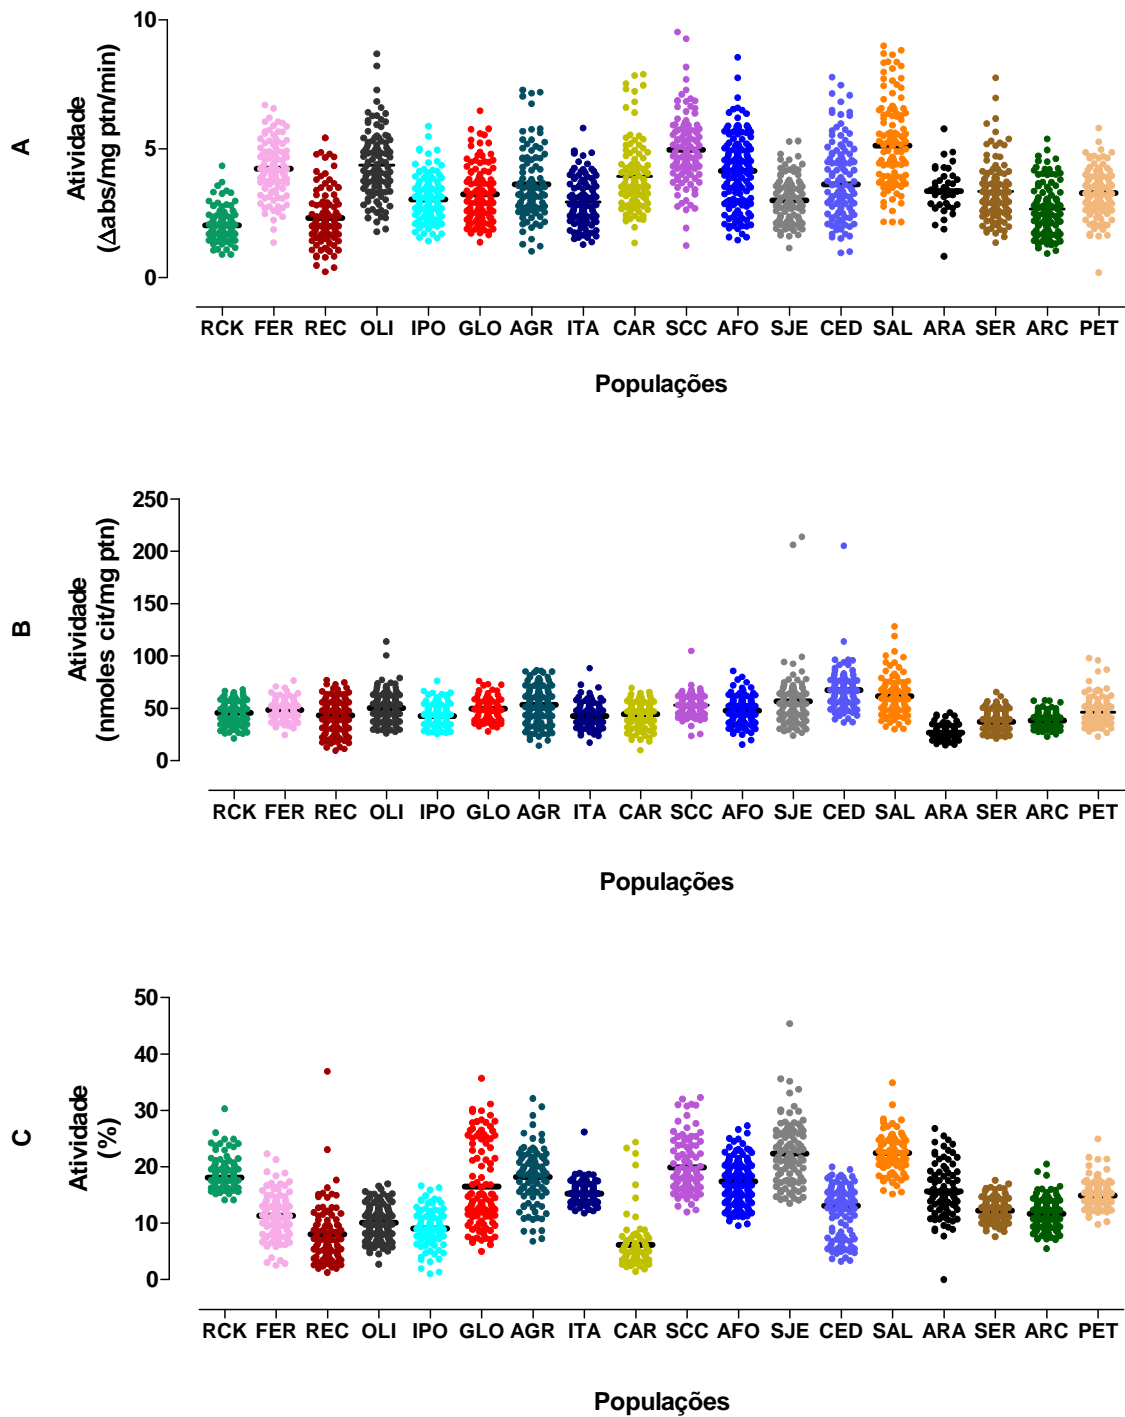 A
Atividade
(Δabs/mg ptn/min)
10
5
0
RCK FER REC OLI IPO GLO AGR ITA CAR SCC AFO SJE CED SAL ARA SER ARC PET
Populações
B
Atividade
(nmoles cit/mg ptn)
250
200
150
100
50
0
RCK FER REC OLI IPO GLO AGR ITA CAR SCC AFO SJE CED SAL ARA SER ARC PET
Populações
C
Atividade
(%)
50
40
30
20
10
0
RCK FER REC OLI IPO GLO AGR ITA CAR SCC AFO SJE CED SAL ARA SER ARC PET
Populações